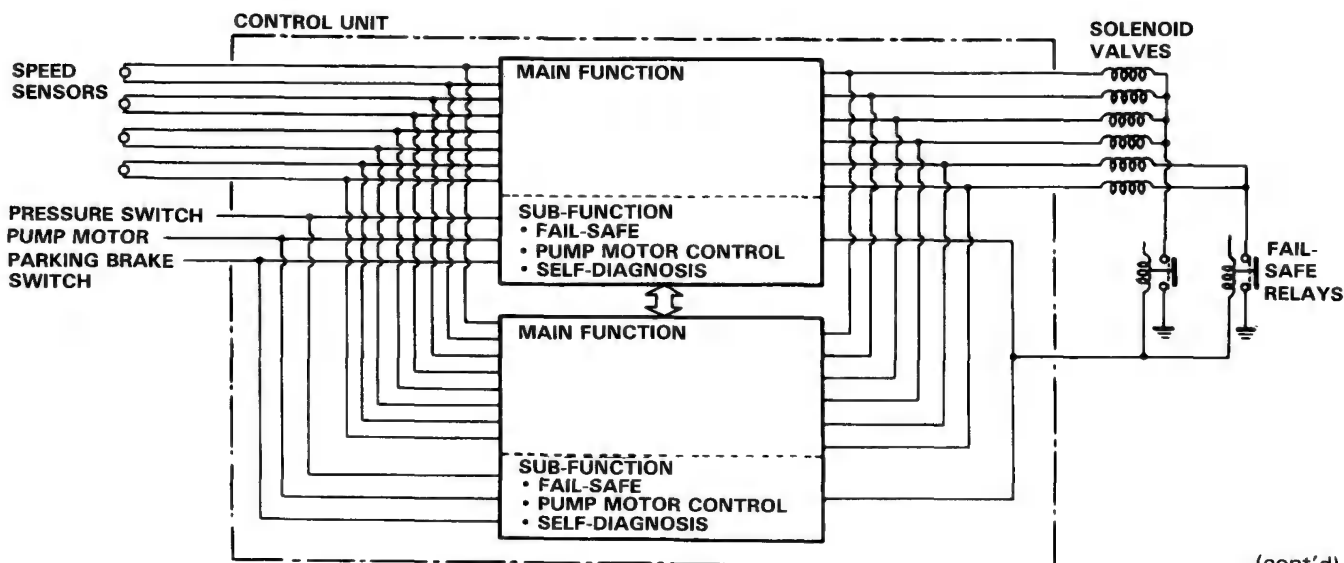 CONTROL UNIT
SPEED
SENSORS
SOLENOID
VALVES
MAIN FUNCTION
PRESSURE SWITCH
PUMP MOTOR
PARKING BRAKE
SWITCH
SUB-FUNCTION
• FAIL-SAFE
• PUMP MOTOR CONTROL
• SELF-DIAGNOSIS
FAIL-
SAFE
RELAYS
MAIN FUNCTION
SUB-FUNCTION
• FAIL-SAFE
• PUMP MOTOR CONTROL
• SELF-DIAGNOSIS
(cont'd)